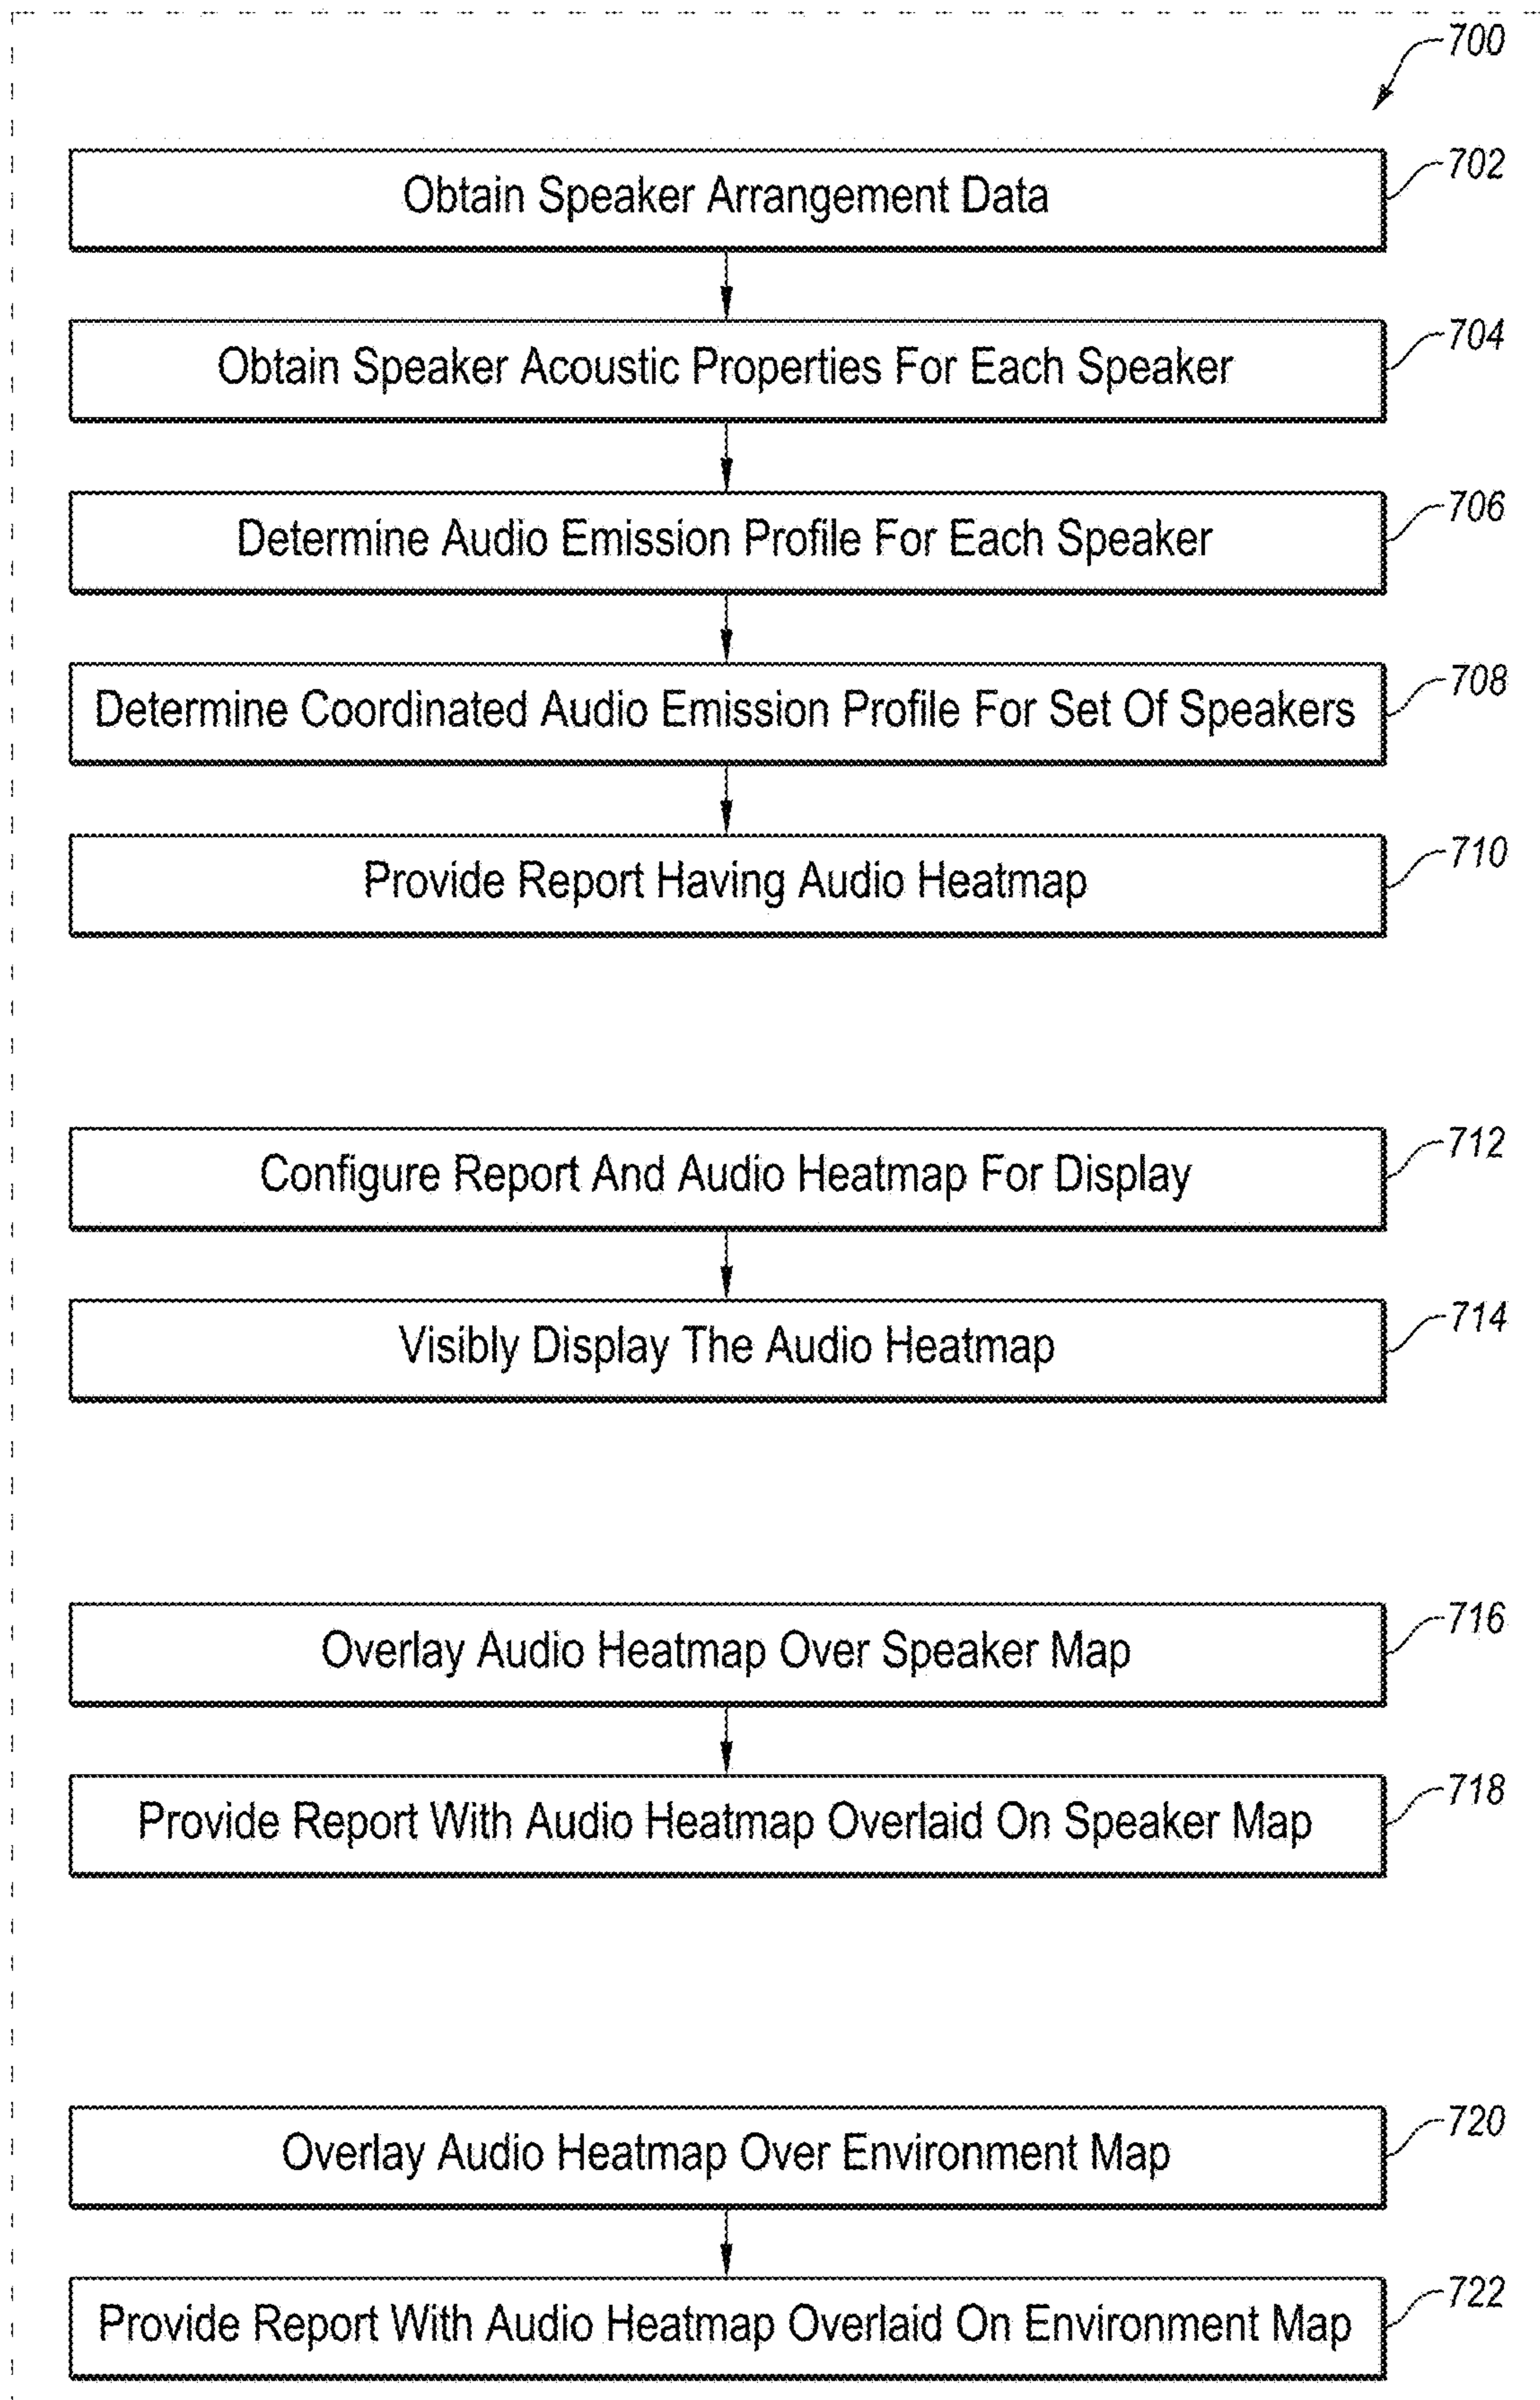 700
Obtain Speaker Arrangement Data
702
Obtain Speaker Acoustic Properties For Each Speaker
704
Determine Audio Emission Profile For Each Speaker
706
Determine Coordinated Audio Emission Profile For Set Of Speakers
708
Provide Report Having Audio Heatmap
710
Configure Report And Audio Heatmap For Display
712
Visibly Display The Audio Heatmap
714
Overlay Audio Heatmap Over Speaker Map
716
Provide Report With Audio Heatmap Overlaid On Speaker Map
718
Overlay Audio Heatmap Over Environment Map
720
Provide Report With Audio Heatmap Overlaid On Environment Map
722